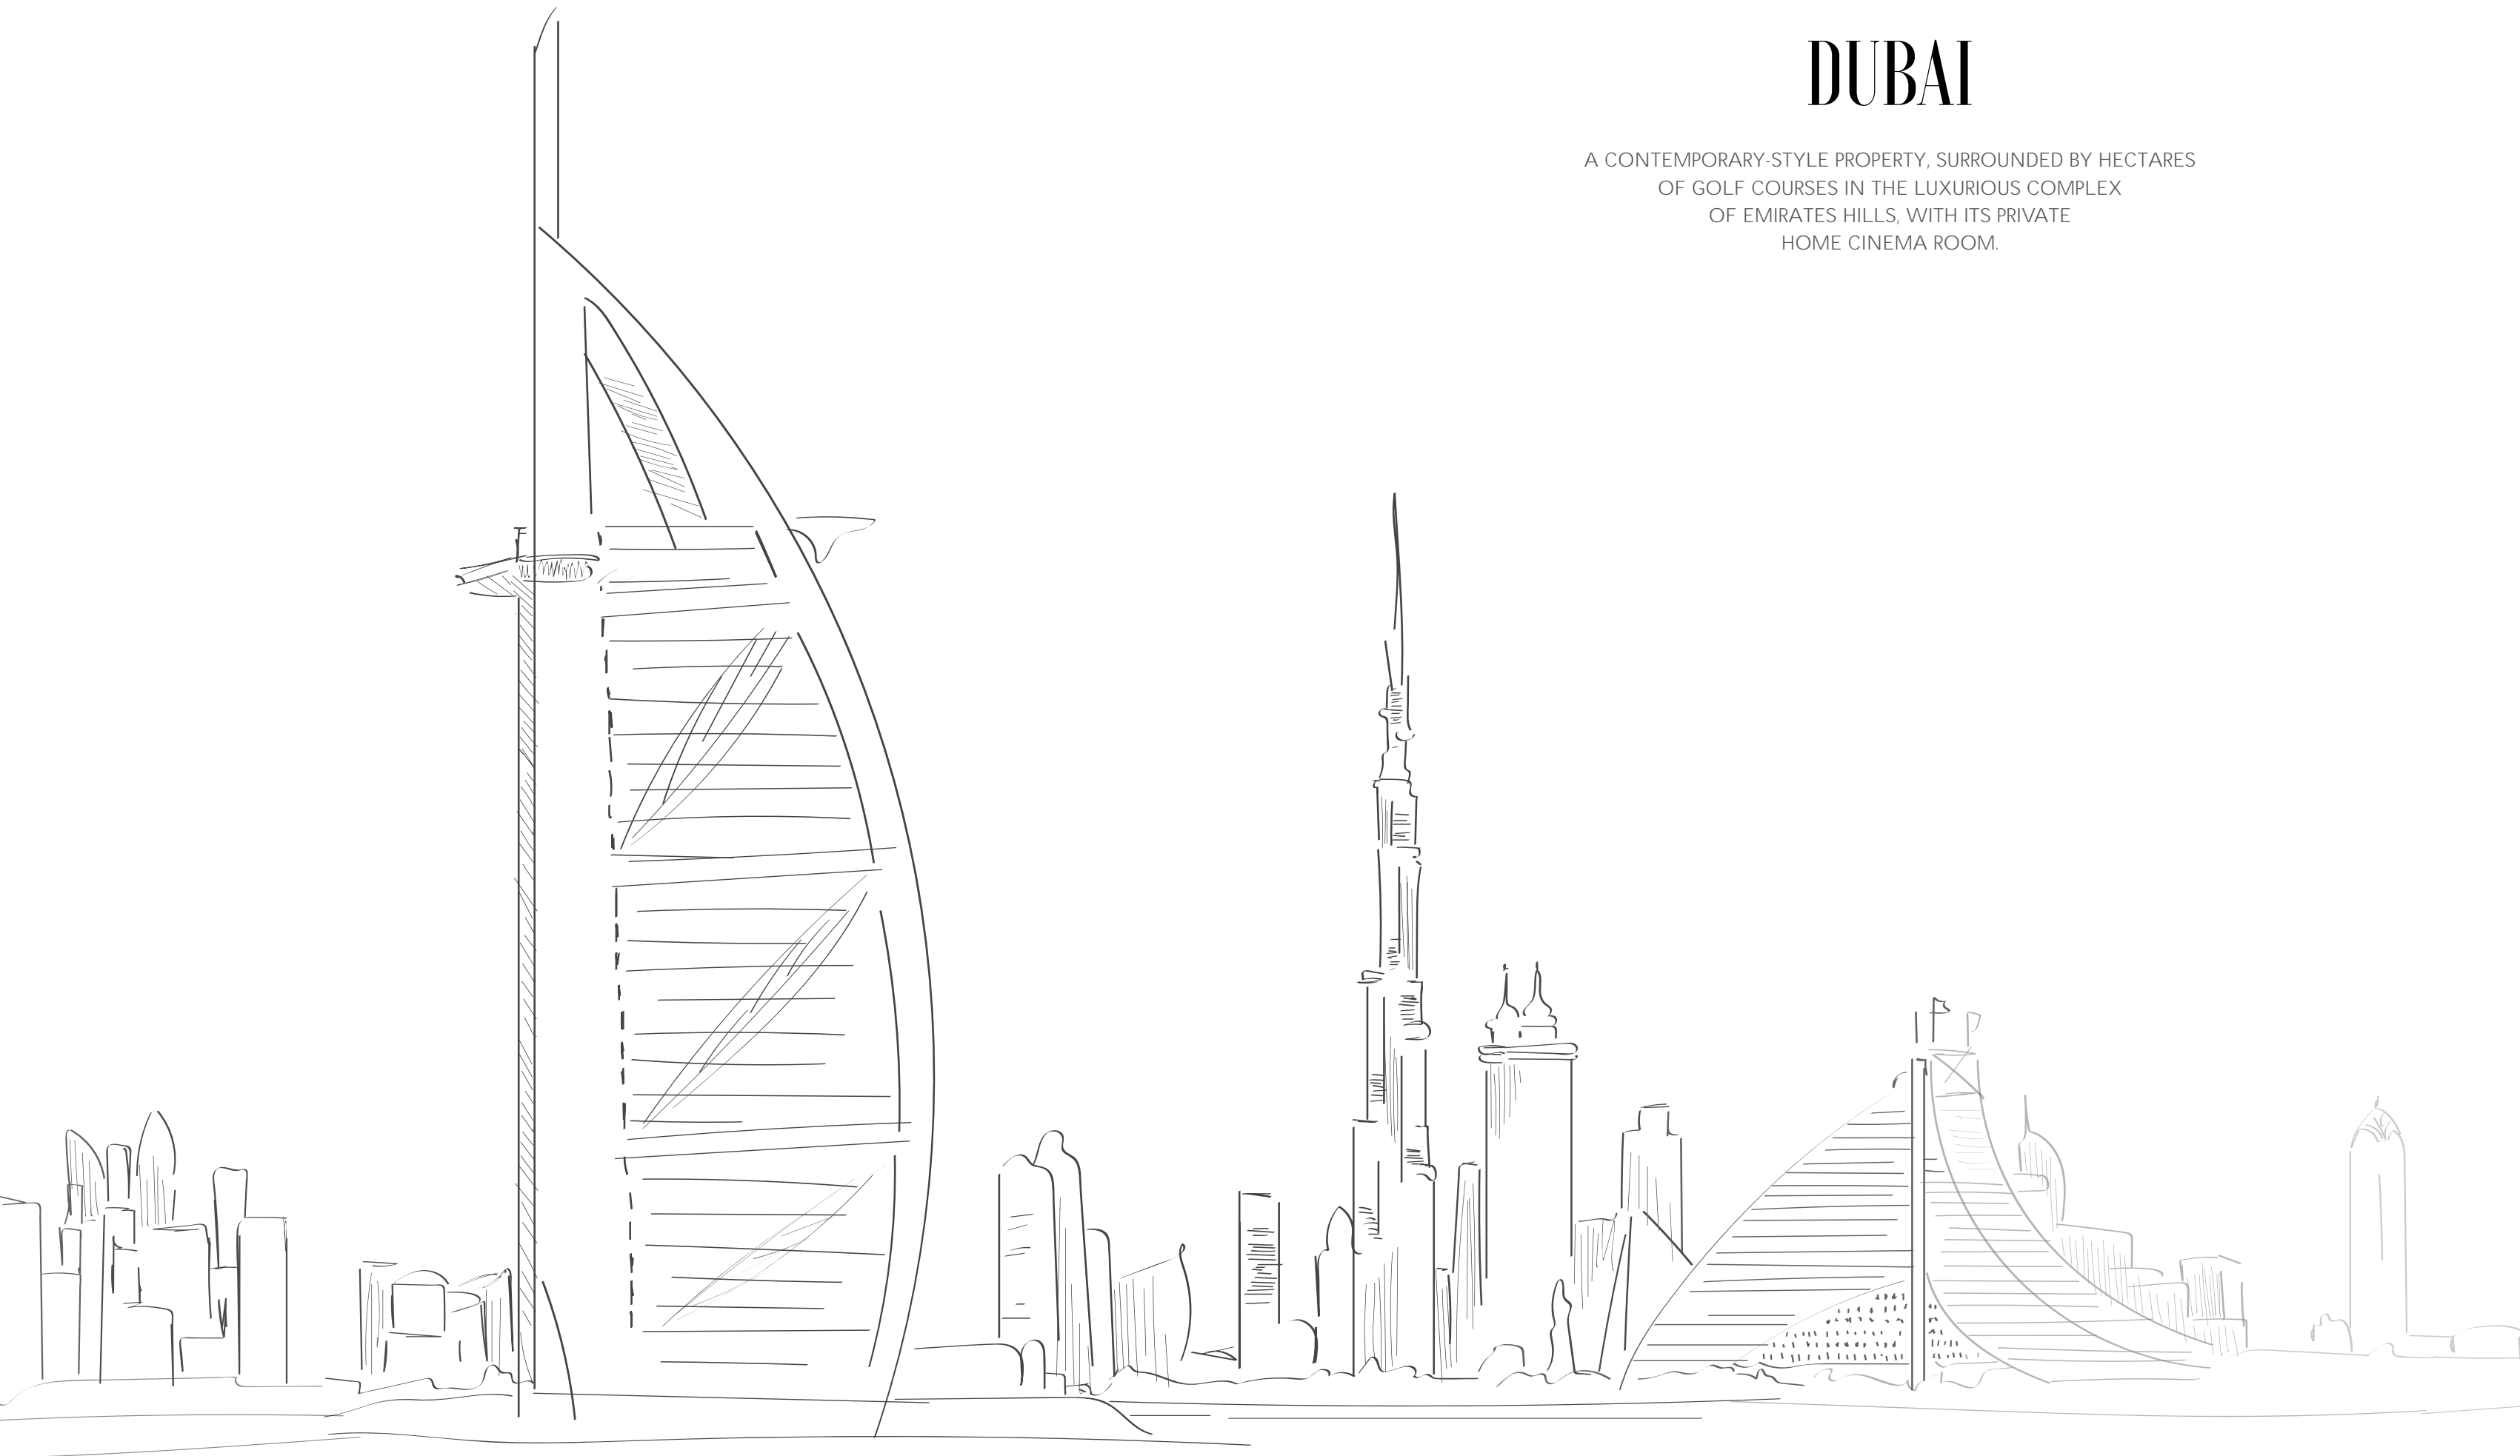 DUBAI
A CONTEMPORARY-STYLE PROPERTY, SURROUNDED BY HECTARES
OF GOLF COURSES IN THE LUXURIOUS COMPLEX
OF EMIRATES HILLS, WITH ITS PRIVATE
HOME CINEMA ROOM.